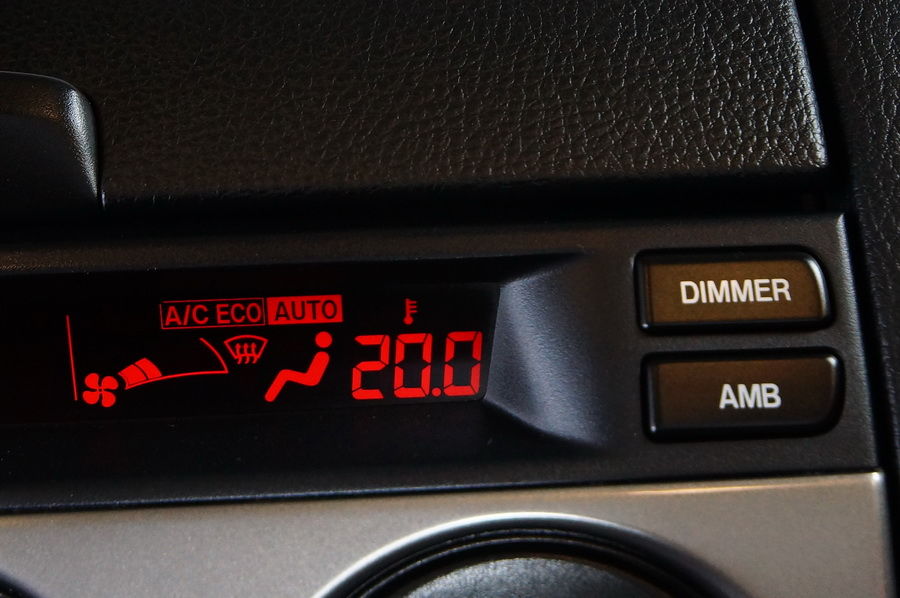 A/C ECO AUTO
20.0
DIMMER
AMB